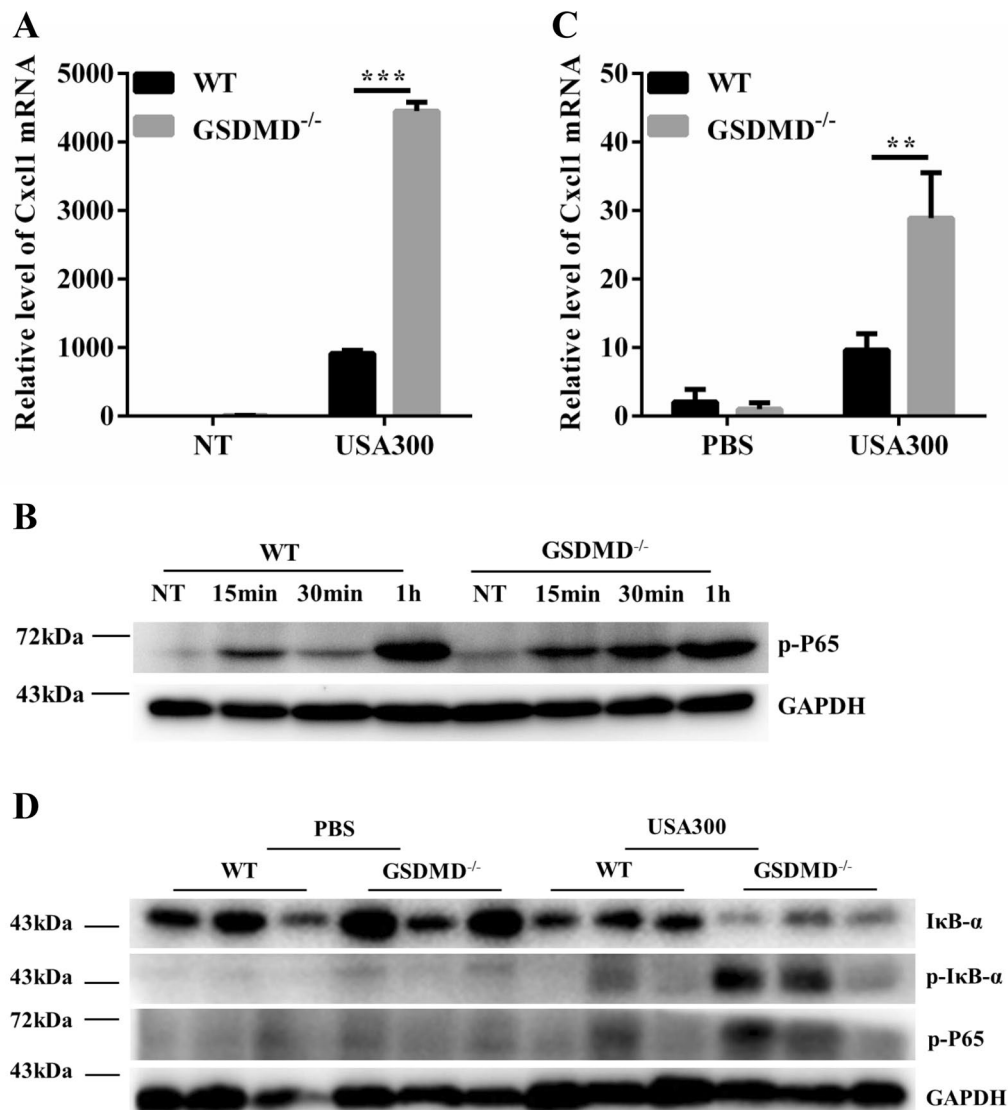 A
Relative level of Cxcl1 mRNA
5000
4000
3000
2000
1000
0
WT
GSDMD-/-
***
NT USA300
C
Relative level of Cxcl1 mRNA
50
40
30
20
10
0
WT
GSDMD-/-
**
PBS USA300
B
WT GSDMD-/-
NT 15min 30min 1h NT 15min 30min 1h
72kDa
p-P65
43kDa
GAPDH
D
PBS USA300
WT GSDMD-/- WT GSDMD-/-
43kDa IκB-α
43kDa p-IκB-α
72kDa
p-P65
43kDa
GAPDH